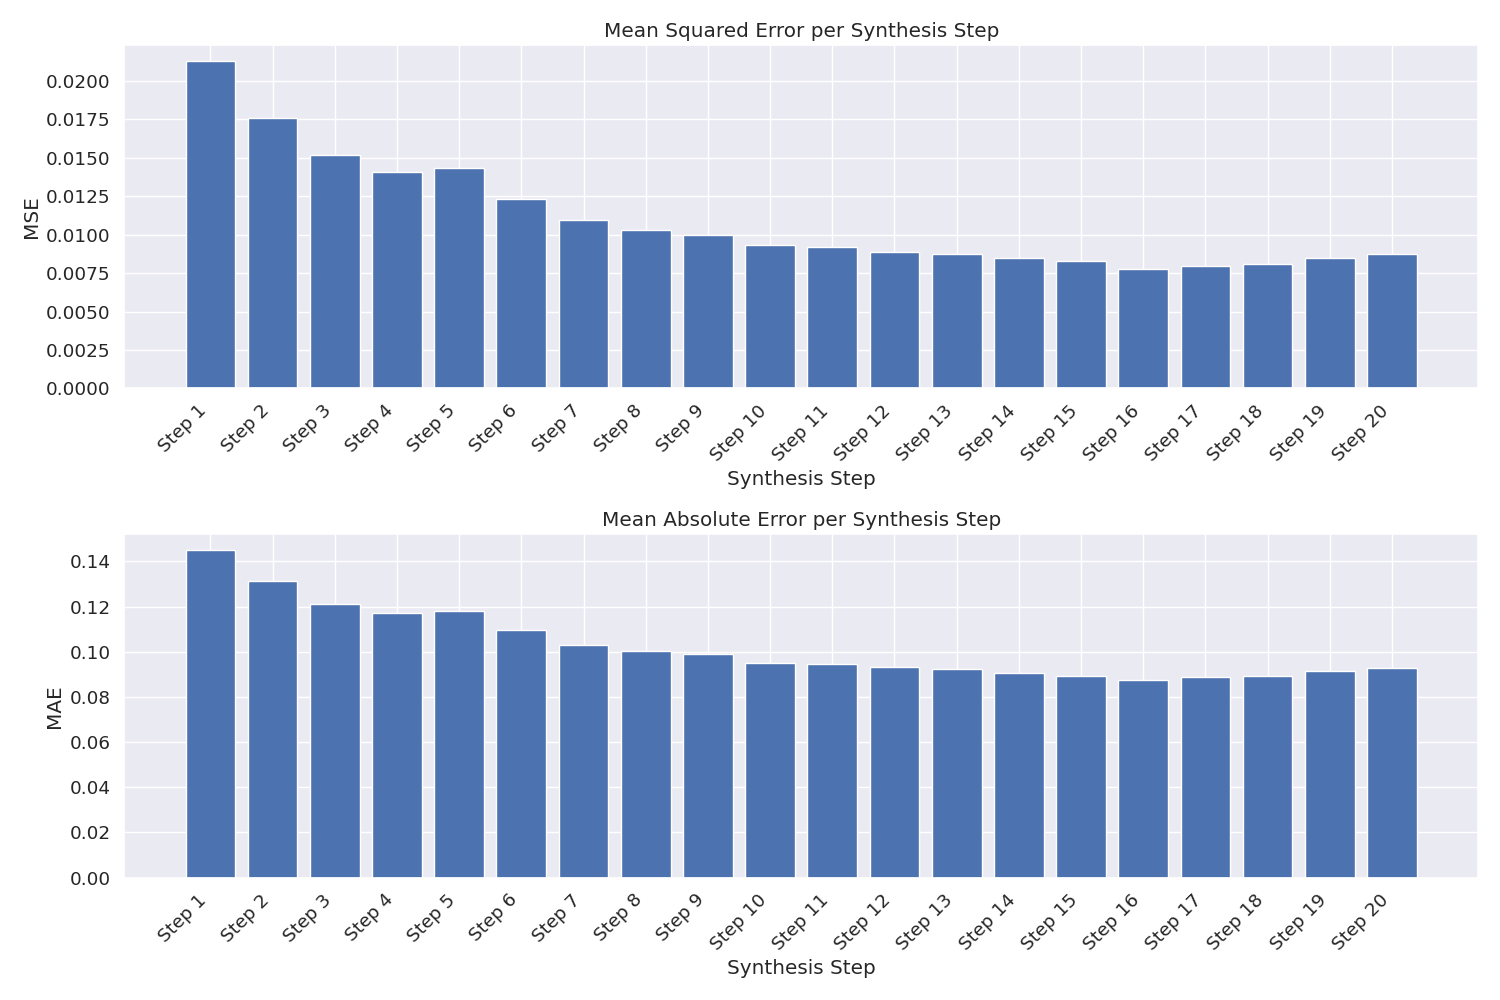 Mean Squared Error per Synthesis Step
MSE
0.0200
0.0175
0.0150
0.0125
0.0100
0.0075
0.0050
0.0025
0.0000
Step 1
Step 2
Step 3
Step 4
Step 5
Step 6
Step 7
Step 8
Step 9
Step 10
Step 11
Step 12
Step 13
Step 14
Step 15
Step 16
Step 17
Step 18
Step 19
Step 20
Synthesis Step
Mean Absolute Error per Synthesis Step
MAE
0.14
0.12
0.10
0.08
0.06
0.04
0.02
0.00
Step 1
Step 2
Step 3
Step 4
Step 5
Step 6
Step 7
Step 8
Step 9
Step 10
Step 11
Step 12
Step 13
Step 14
Step 15
Step 16
Step 17
Step 18
Step 19
Step 20
Synthesis Step